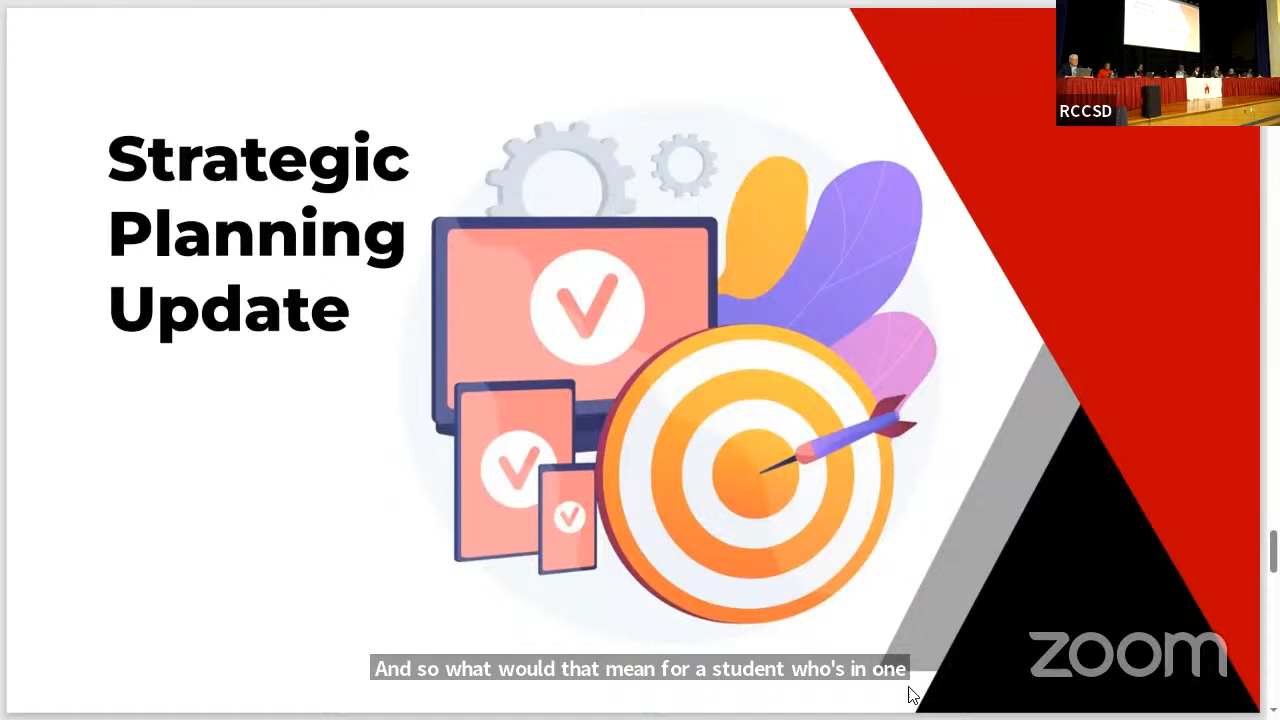 Strategic
Planning
Update
RCCSD
And so what would that mean for a student who's in one
zoom